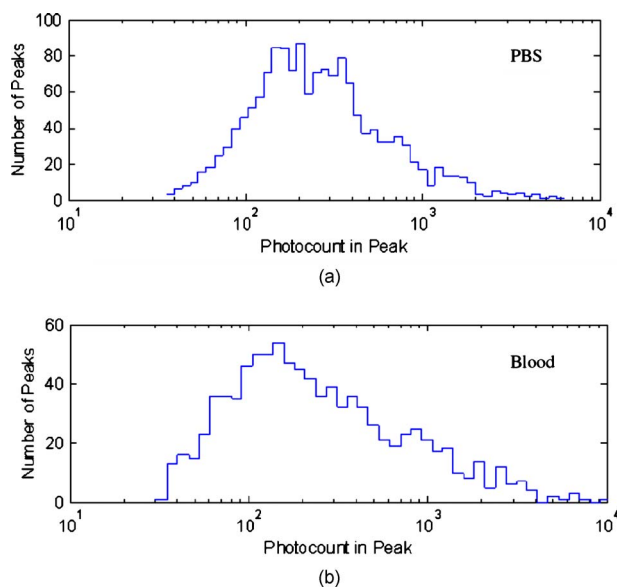 100
80
60
40
20
0
Number of Peaks
PBS
10^1
10^2
10^3
10^4
Photocount in Peak
(a)
60
40
20
0
Number of Peaks
Blood
10^1
10^2
10^3
10^4
Photocount in Peak
(b)